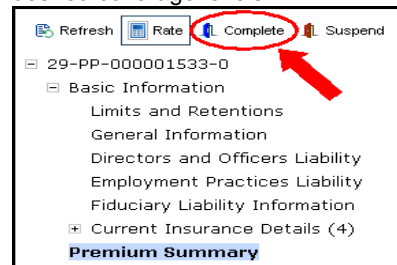 Refresh Rate Complete Suspend
29-PP-000001533-0
Basic Information
Limits and Retentions
General Information
Directors and Officers Liability
Employment Practices Liability
Fiduciary Liability Information
Current Insurance Details (4)
Premium Summary